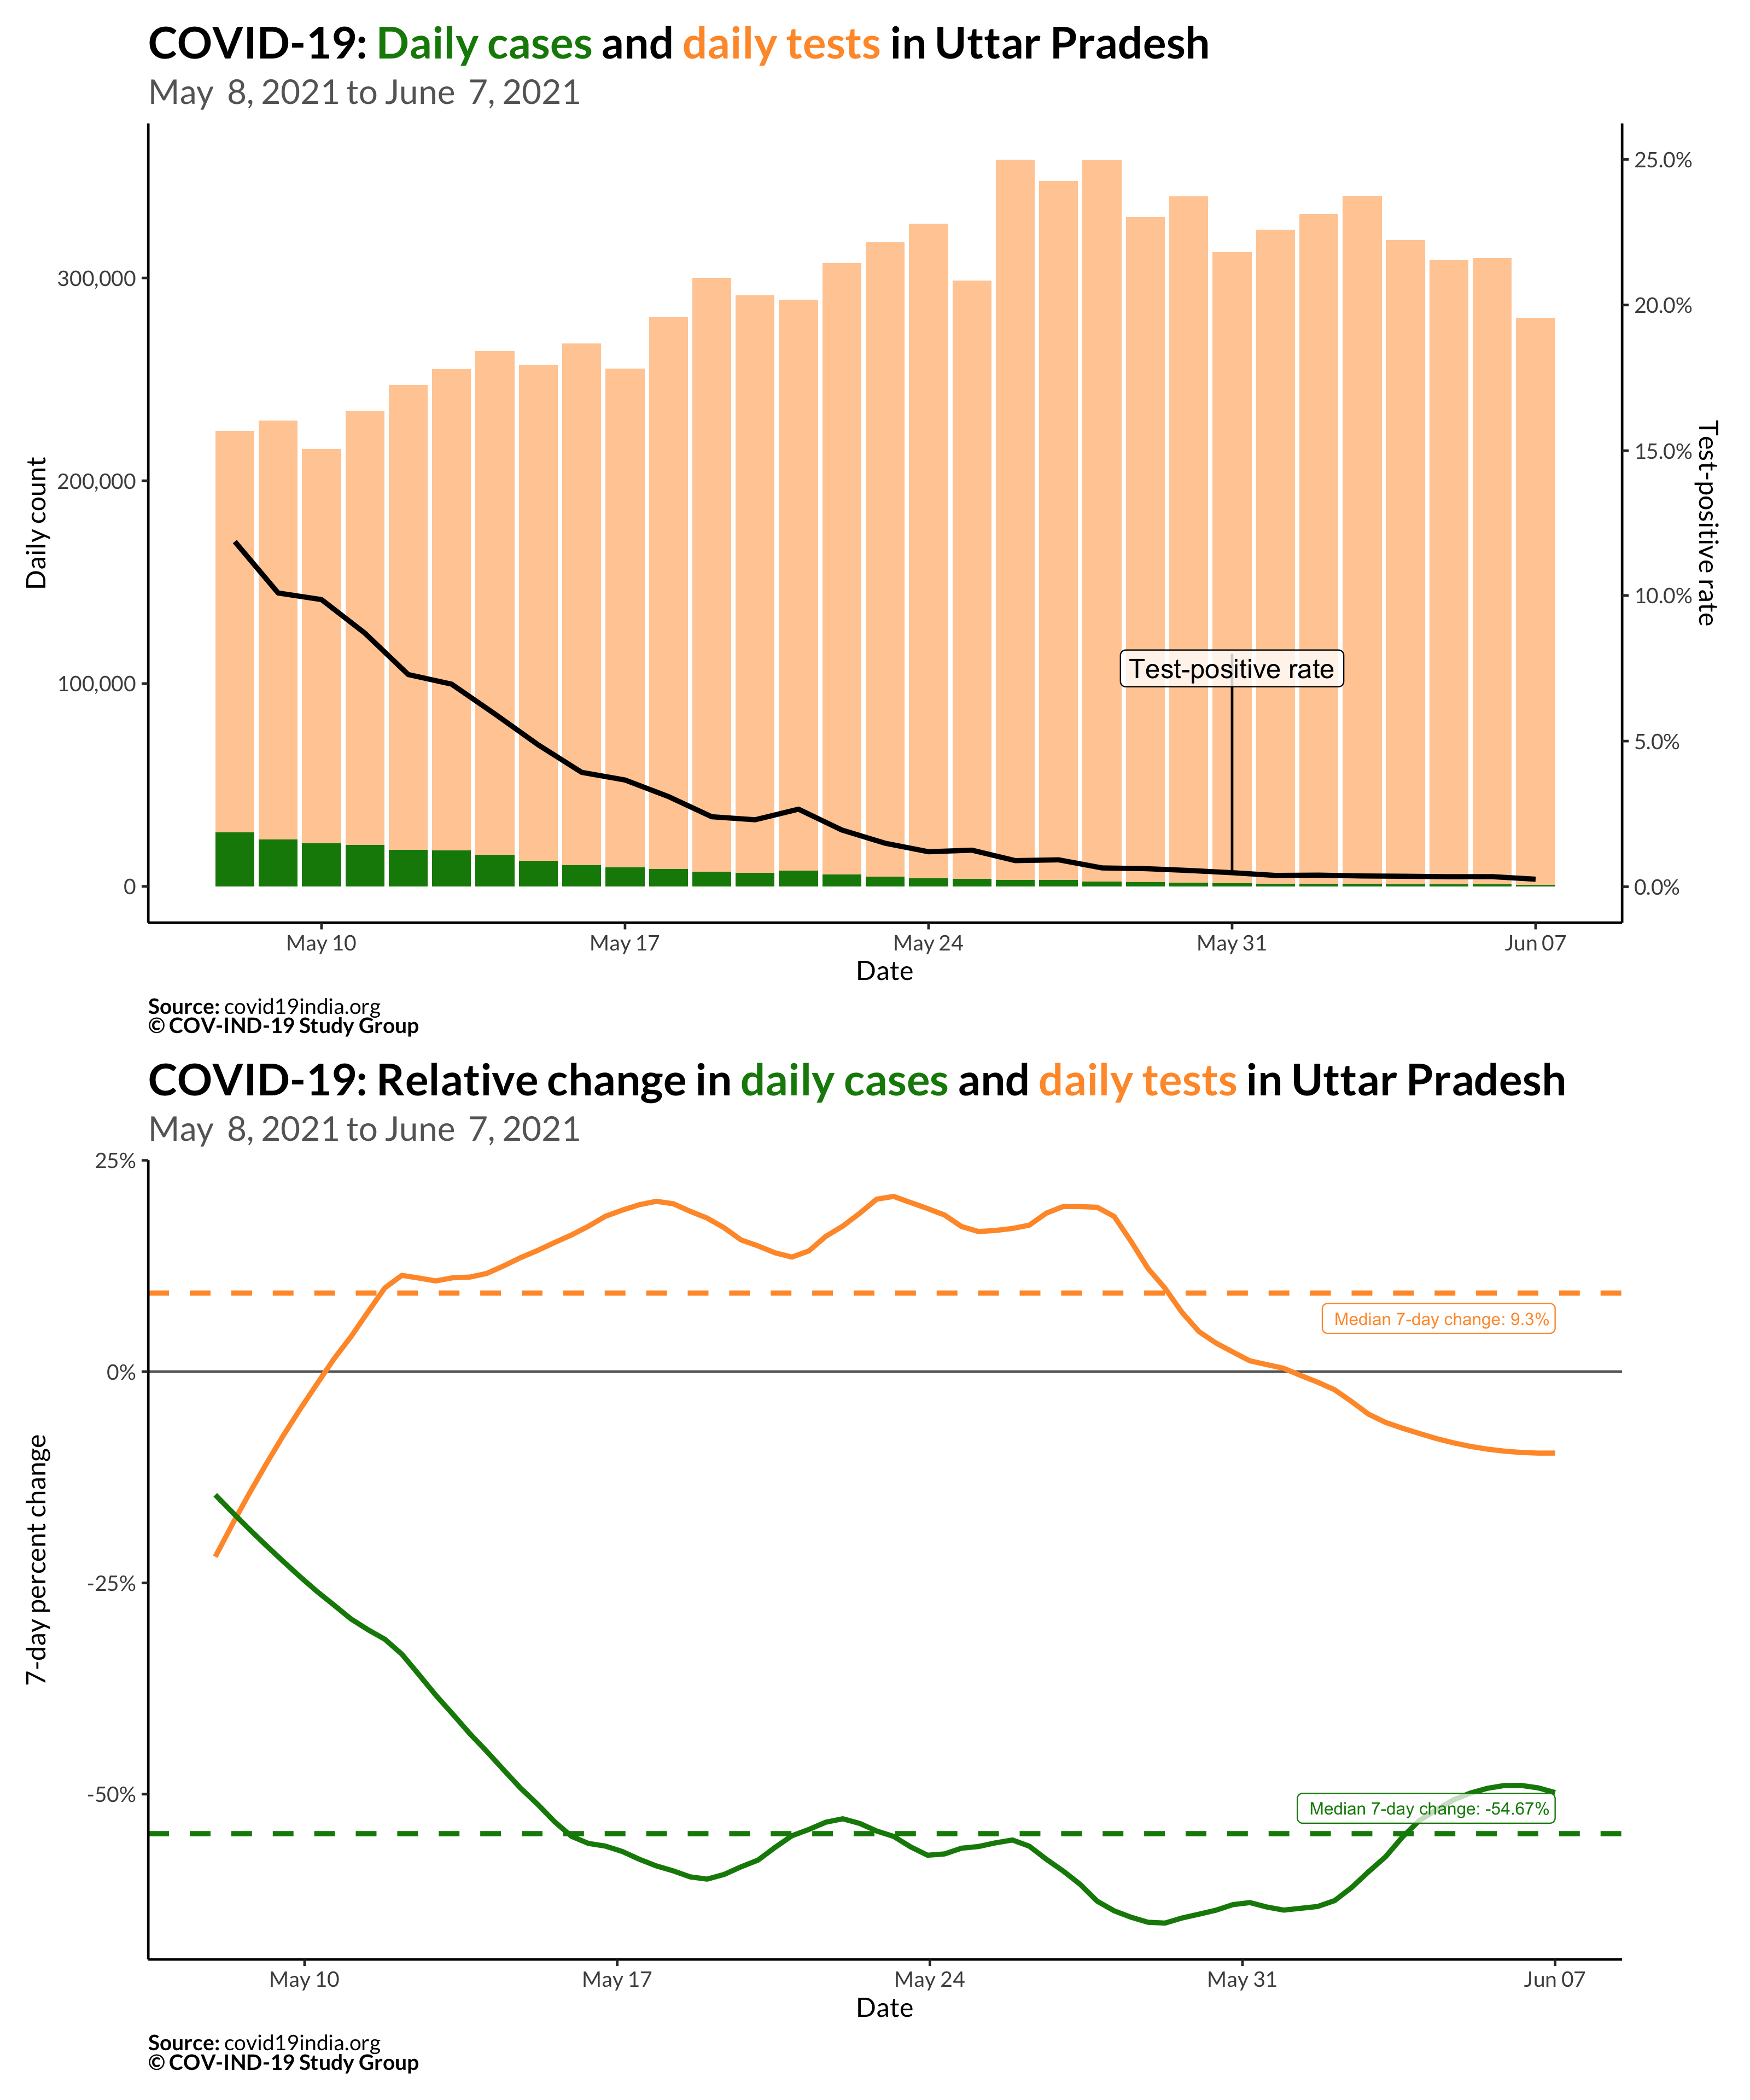 COVID-19: Daily cases and daily tests in Uttar Pradesh
May 8, 2021 to June 7, 2021
Daily count
300,000
200,000
100,000
0
25.0%
20.0%
15.0%
10.0%
5.0%
0.0%
Test-positive rate
Test-positive rate
May 10
May 17
May 24
May 31
Jun 07
Date
Source: covid19india.org
© COV-IND-19 Study Group
COVID-19: Relative change in daily cases and daily tests in Uttar Pradesh
May 8, 2021 to June 7, 2021
7-day percent change
25%
0%
-25%
-50%
Median 7-day change: 9.3%
Median 7-day change: -54.67%
May 10
May 17
May 24
May 31
Jun 07
Date
Source: covid19india.org
© COV-IND-19 Study Group